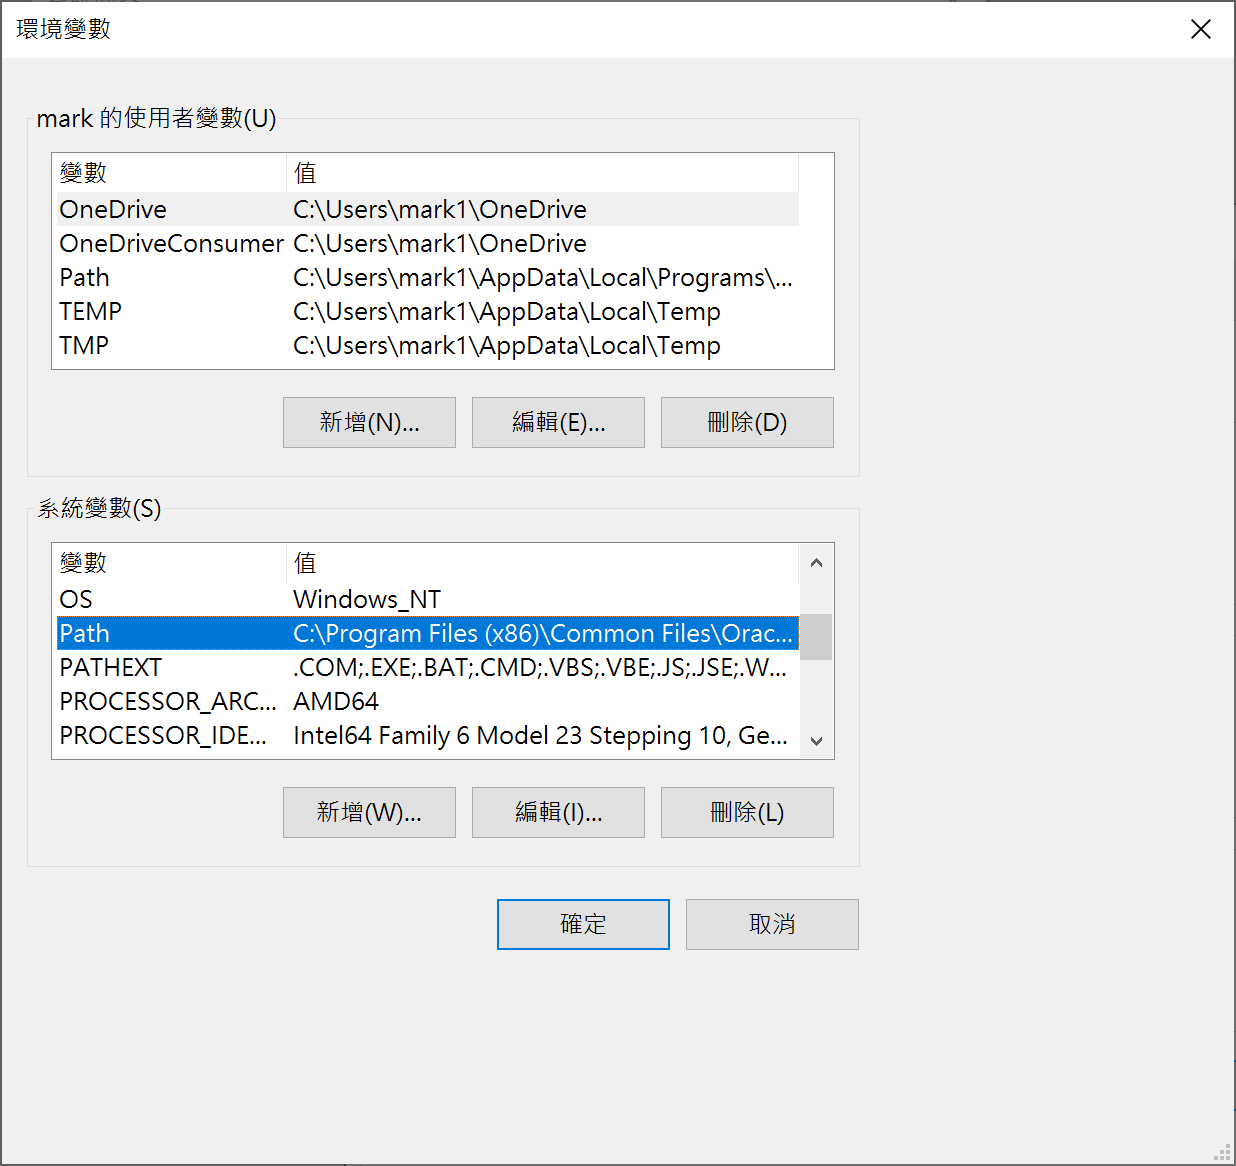 環境變數
mark 的使用者變數(U)
變數 值
OneDrive C:\Users\mark1\OneDrive
OneDriveConsumer C:\Users\mark1\OneDrive
Path C:\Users\mark1\AppData\Local\Programs\...
TEMP C:\Users\mark1\AppData\Local\Temp
TMP C:\Users\mark1\AppData\Local\Temp
新增(N)... 編輯(E)... 刪除(D)
系統變數(S)
變數 值
OS Windows_NT
Path C:\Program Files (x86)\Common Files\Orac...
PATHEXT .COM;.EXE;.BAT;.CMD;.VBS;.VBE;.JS;.JSE;.W...
PROCESSOR_ARC... AMD64
PROCESSOR_IDE... Intel64 Family 6 Model 23 Stepping 10, Ge...
新增(W)... 編輯(I)... 刪除(L)
確定 取消